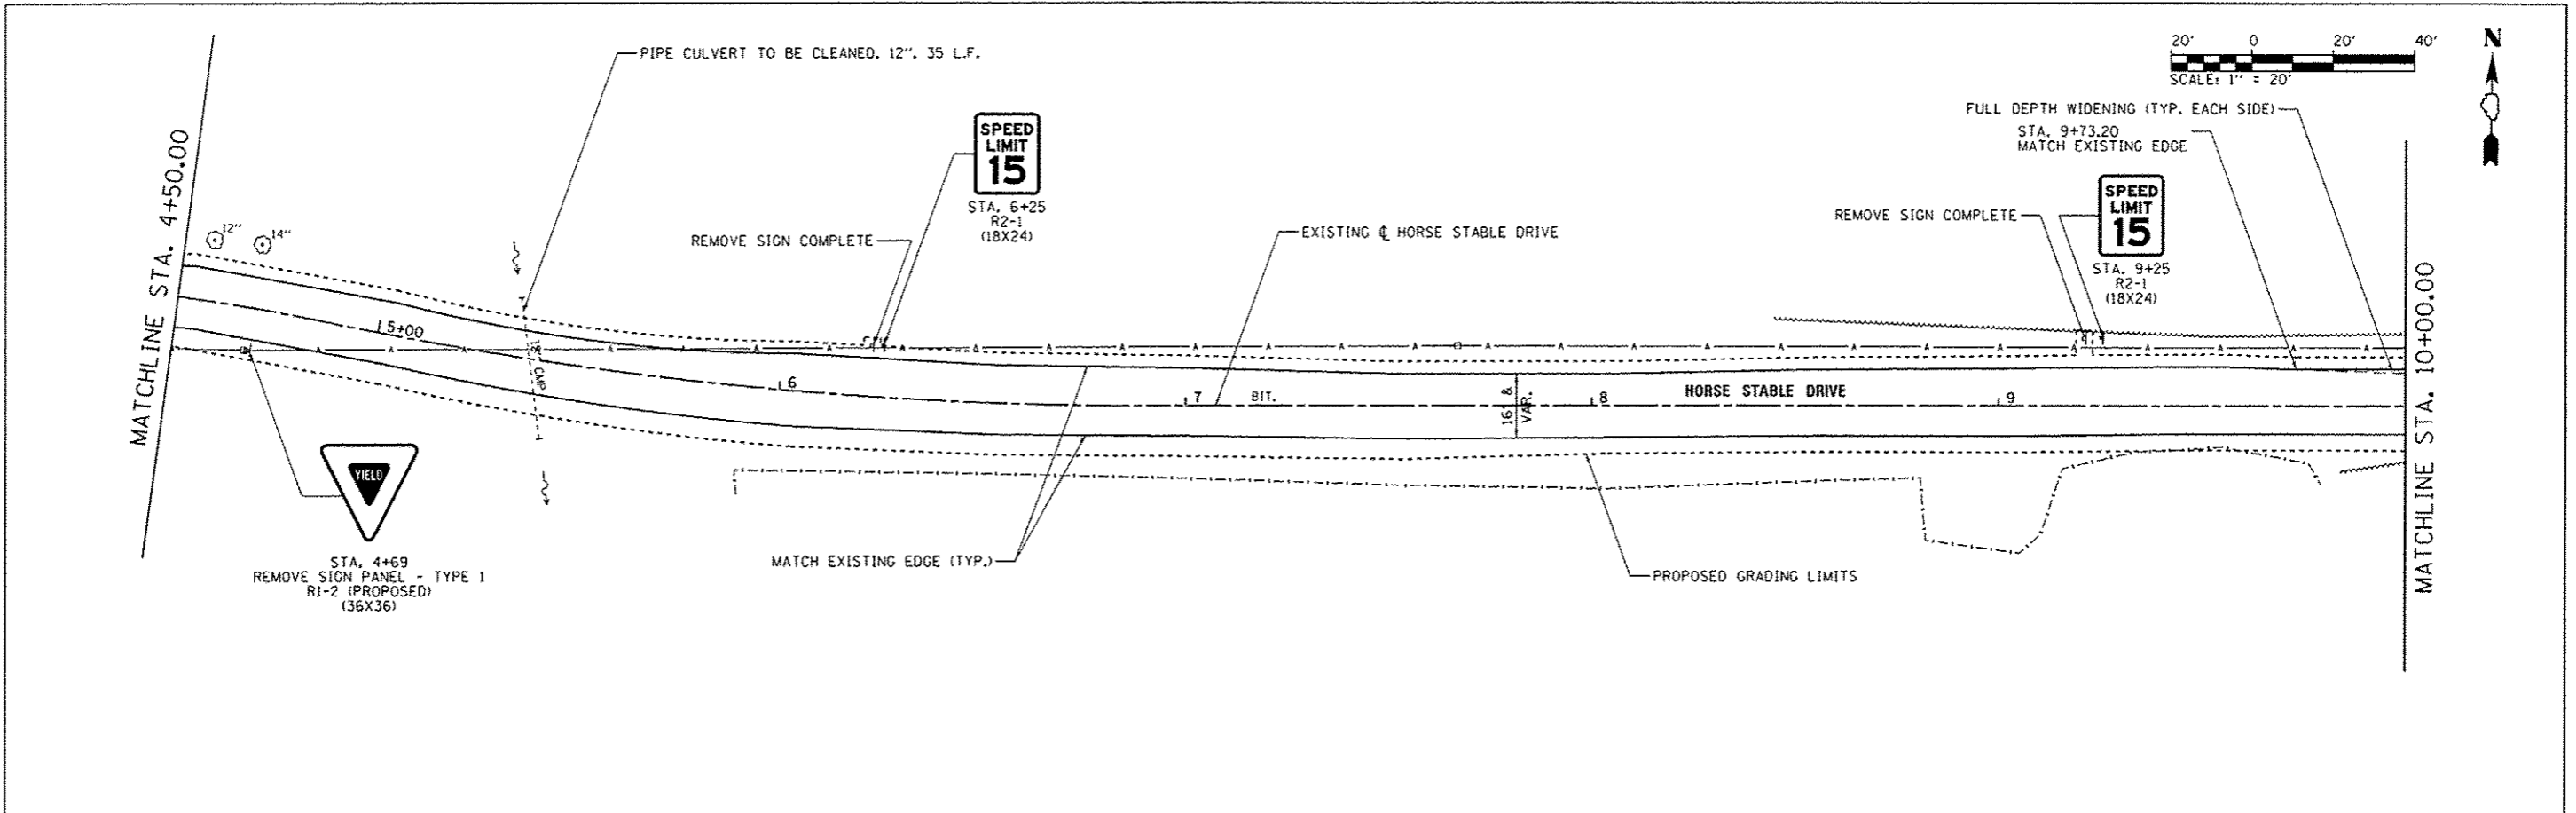 PIPE CULVERT TO BE CLEANED, 12", 35 L.F.
20' 0 20' 40'
SCALE: 1" = 20'
N
MATCHLINE STA. 4+50.00
SPEED
LIMIT
15
STA. 6+25
R2-1
(18X24)
REMOVE SIGN COMPLETE
EXISTING ℄ HORSE STABLE DRIVE
FULL DEPTH WIDENING (TYP. EACH SIDE)
STA. 9+73.20
MATCH EXISTING EDGE
REMOVE SIGN COMPLETE
SPEED
LIMIT
15
STA. 9+25
R2-1
(18X24)
12"
14"
5+00
CMP
6
7
BIT.
VAR.
8
HORSE STABLE DRIVE
9
MATCHLINE STA. 10+00.00
YIELD
STA. 4+69
REMOVE SIGN PANEL - TYPE 1
R1-2 (PROPOSED)
(36X36)
MATCH EXISTING EDGE (TYP.)
PROPOSED GRADING LIMITS